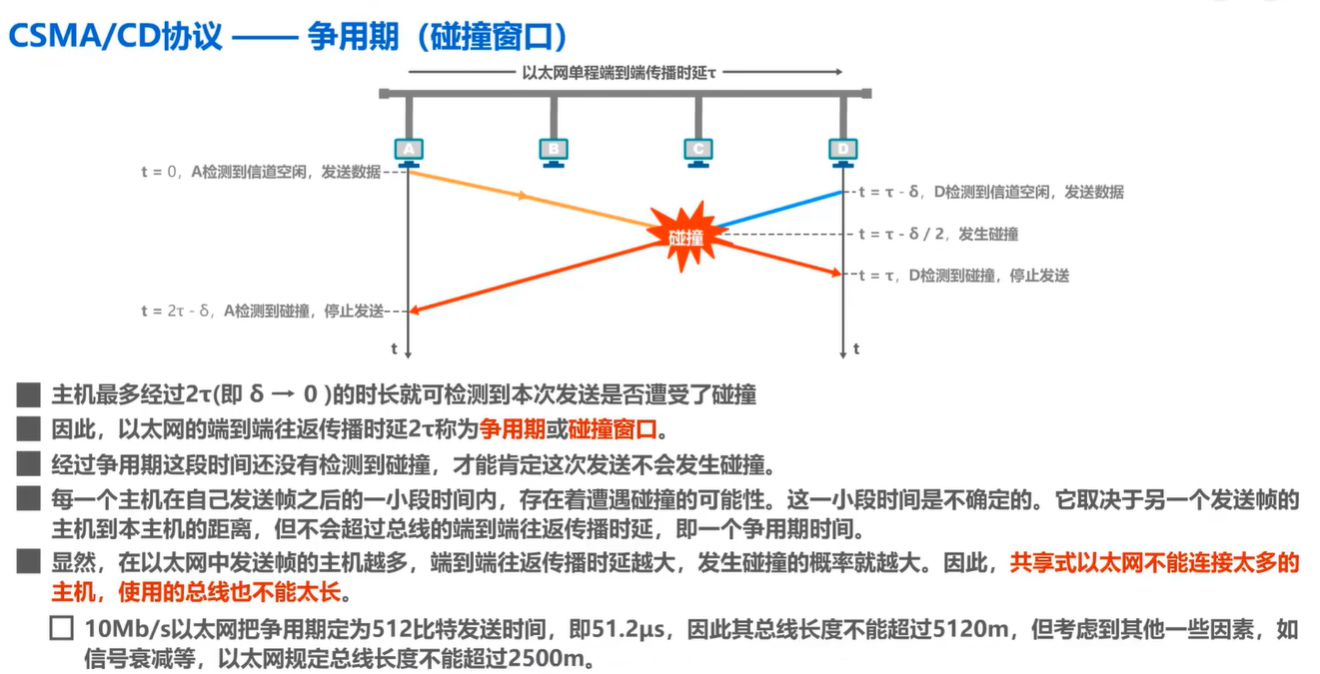 CSMA/CD协议 —— 争用期（碰撞窗口）
以太网单程端到端传播时延τ
A
B
C
D
t = 0，A检测到信道空闲，发送数据
t = τ - δ，D检测到信道空闲，发送数据
碰撞
t = τ - δ / 2，发生碰撞
t = τ，D检测到碰撞，停止发送
t = 2τ - δ，A检测到碰撞，停止发送
t
t
主机最多经过2τ(即 δ → 0 )的时长就可检测到本次发送是否遭受了碰撞
因此，以太网的端到端往返传播时延2τ称为争用期或碰撞窗口。
经过争用期这段时间还没有检测到碰撞，才能肯定这次发送不会发生碰撞。
每一个主机在自己发送帧之后的一小段时间内，存在着遭遇碰撞的可能性。这一小段时间是不确定的。它取决于另一个发送帧的
主机到本主机的距离，但不会超过总线的端到端往返传播时延，即一个争用期时间。
显然，在以太网中发送帧的主机越多，端到端往返传播时延越大，发生碰撞的概率就越大。因此，共享式以太网不能连接太多的
主机，使用的总线也不能太长。
10Mb/s以太网把争用期定为512比特发送时间，即51.2μs，因此其总线长度不能超过5120m，但考虑到其他一些因素，如
信号衰减等，以太网规定总线长度不能超过2500m。